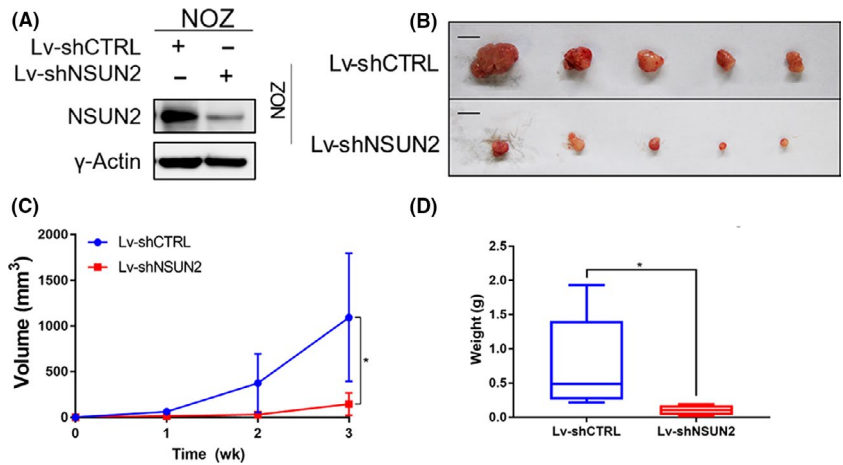 (A)
NOZ
Lv-shCTRL + –
Lv-shNSUN2 – +
NSUN2
γ-Actin
NOZ
(B)
Lv-shCTRL
Lv-shNSUN2
(C)
Lv-shCTRL
Lv-shNSUN2
Volume (mm³)
2000
1500
1000
500
0
0 1 2 3
Time (wk)
*
(D)
Weight (g)
2.5
2.0
1.5
1.0
0.5
0.0
*
Lv-shCTRL Lv-shNSUN2